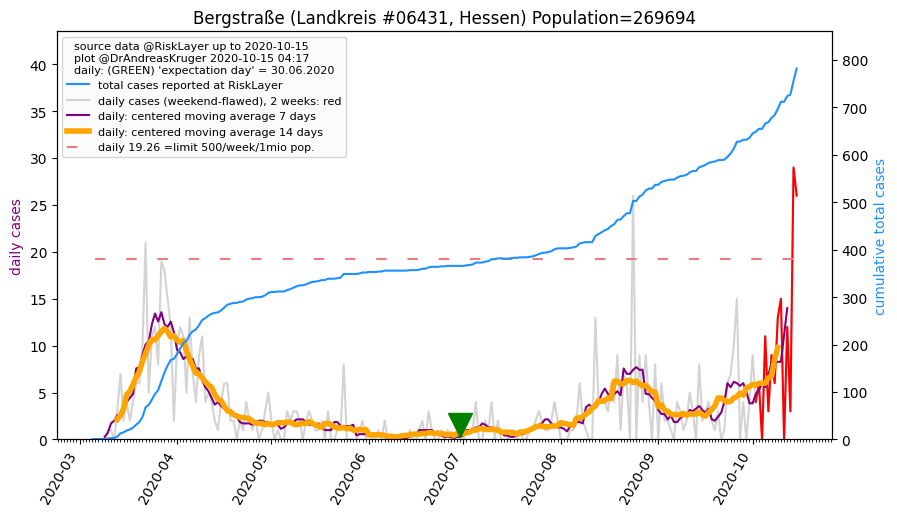 Bergstraße (Landkreis #06431, Hessen) Population=269694
source data @RiskLayer up to 2020-10-15
plot @DrAndreasKruger 2020-10-15 04:17
daily: (GREEN) 'expectation day' = 30.06.2020
total cases reported at RiskLayer
daily cases (weekend-flawed), 2 weeks: red
daily: centered moving average 7 days
daily: centered moving average 14 days
daily 19.26 =limit 500/week/1mio pop.
daily cases
40
35
30
25
20
15
10
5
0
cumulative total cases
800
700
600
500
400
300
200
100
0
2020-03
2020-04
2020-05
2020-06
2020-07
2020-08
2020-09
2020-10